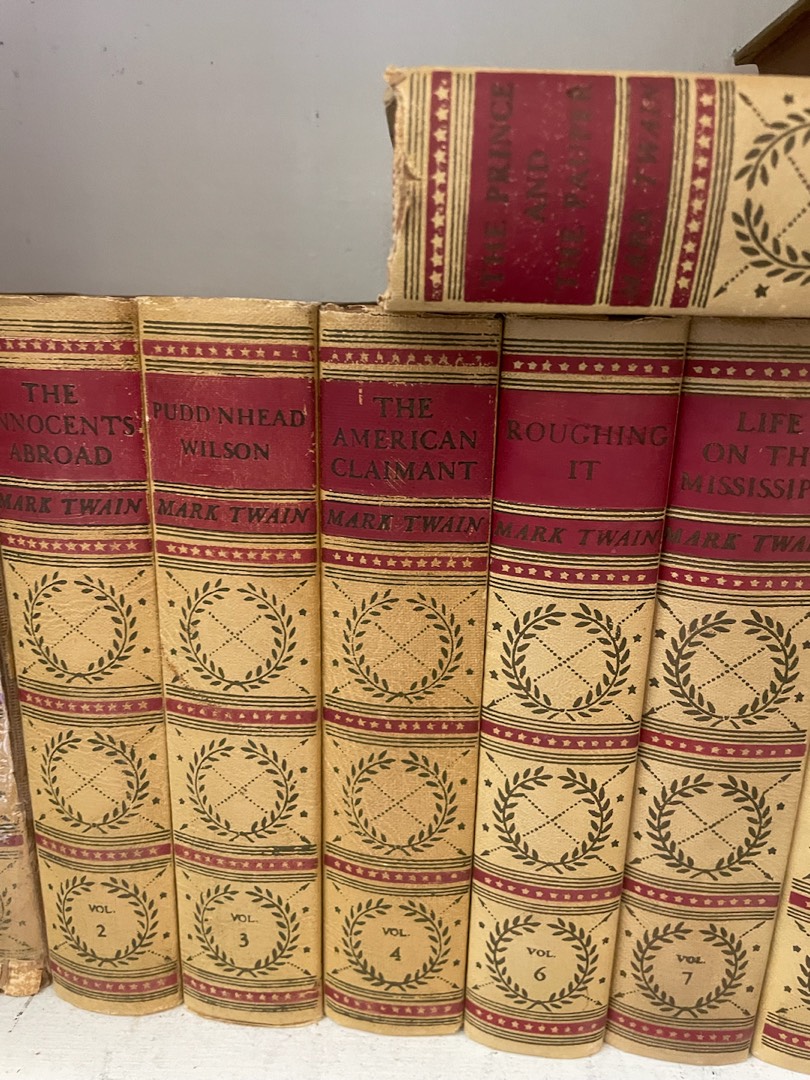 THE PRINCE
AND
THE PAUPER
MARK TWAIN
THE
NNOCENTS
ABROAD
MARK TWAIN
VOL.
2
PUDD'NHEAD
WILSON
MARK TWAIN
VOL.
3
THE
AMERICAN
CLAIMANT
MARK TWAIN
VOL.
4
ROUGHING
IT
MARK TWAIN
VOL.
6
LIFE
ON TH
MISSISSIP
MARK TWA
VOL.
7